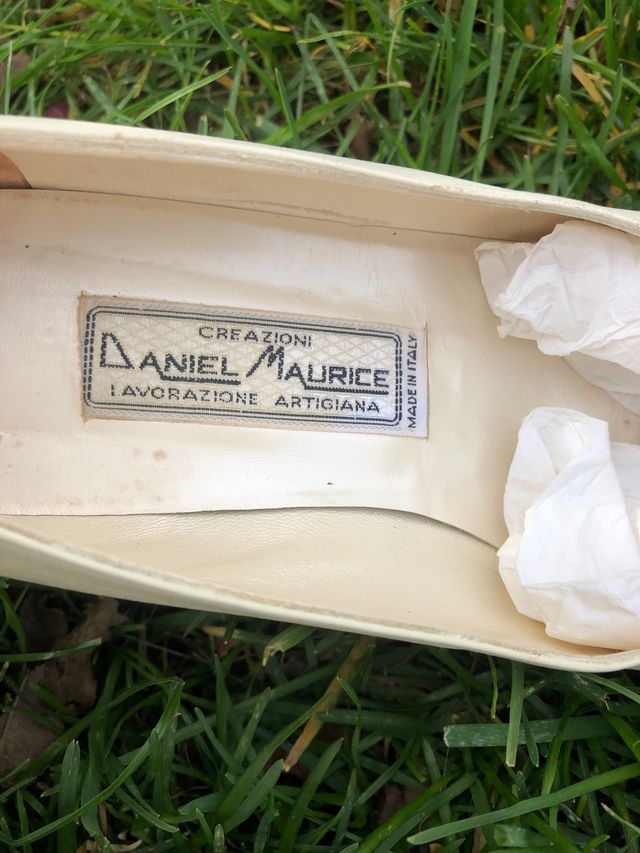 CREAZIONI
DANIEL MAURICE
LAVORAZIONE ARTIGIANA
MADE IN ITALY